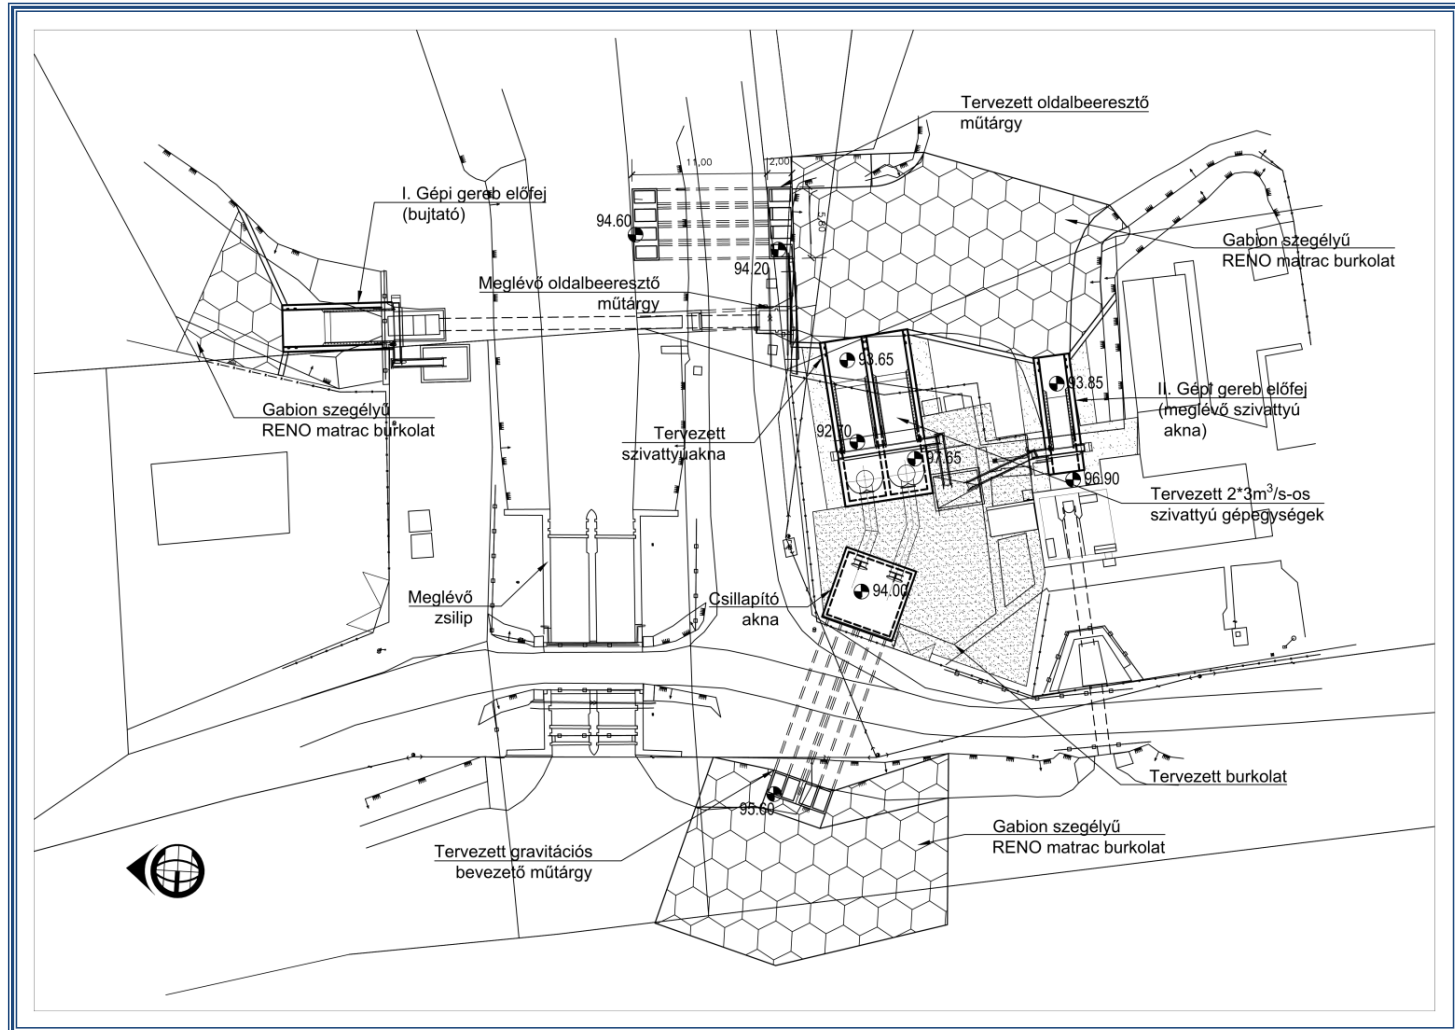 Tervezett oldalbeeresztő
műtárgy
11,00
2,00
I. Gépi gereb előfej
(bujtató)
94.60
5,60
Gabion szegélyű
RENO matrac burkolat
94.20
Meglévő oldalbeeresztő
műtárgy
93.65
93.85
II. Gépi gereb előfej
(meglévő szivattyú
akna)
Gabion szegélyű
RENO matrac burkolat
Tervezett
szivattyúakna
92.70
97.65
96.90
Tervezett 2*3m³/s-os
szivattyú gépegységek
Meglévő
zsilip
Csillapító
akna
94.00
Tervezett burkolat
95.60
Gabion szegélyű
RENO matrac burkolat
Tervezett gravitációs
bevezető műtárgy